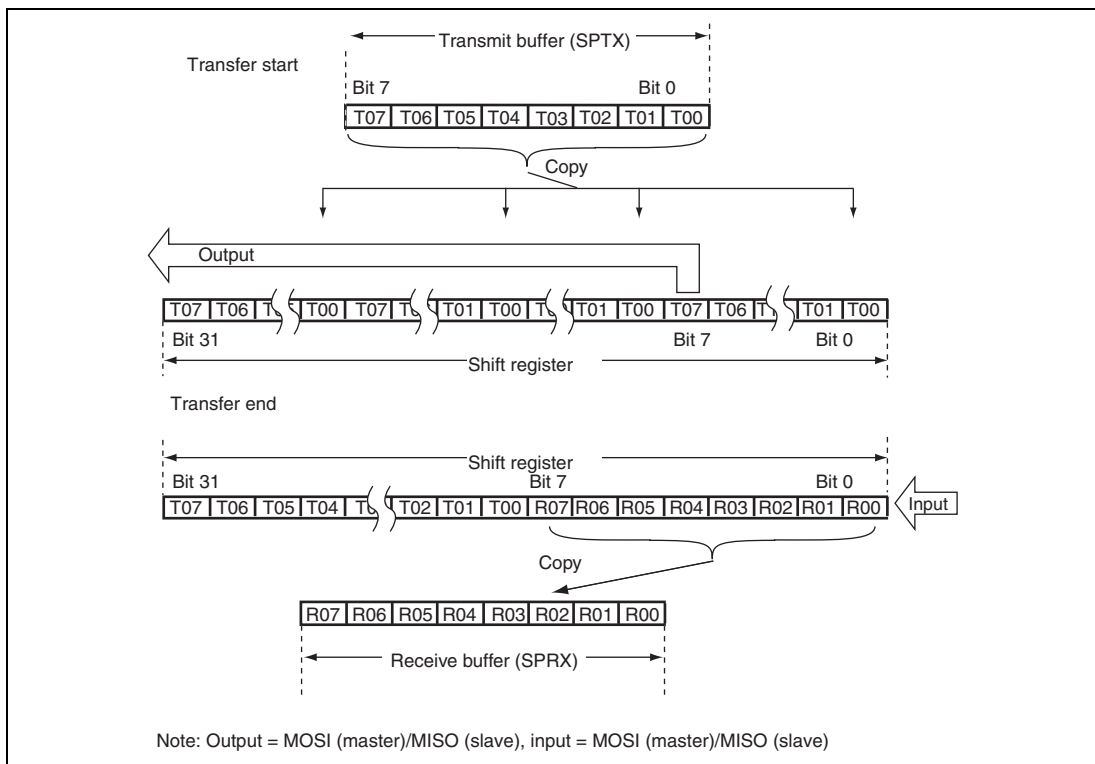 Transmit buffer (SPTX)
Transfer start
Bit 7 Bit 0
T07 T06 T05 T04 T03 T02 T01 T00
Copy
Output
T07 T06 T00 T07 T01 T00 T01 T00 T07 T06 T01 T00
Bit 31 Bit 7 Bit 0
Shift register
Transfer end
Shift register
Bit 31 Bit 7 Bit 0
T07 T06 T05 T04 T02 T01 T00 R07 R06 R05 R04 R03 R02 R01 R00 Input
Copy
R07 R06 R05 R04 R03 R02 R01 R00
Receive buffer (SPRX)
Note: Output = MOSI (master)/MISO (slave), input = MOSI (master)/MISO (slave)